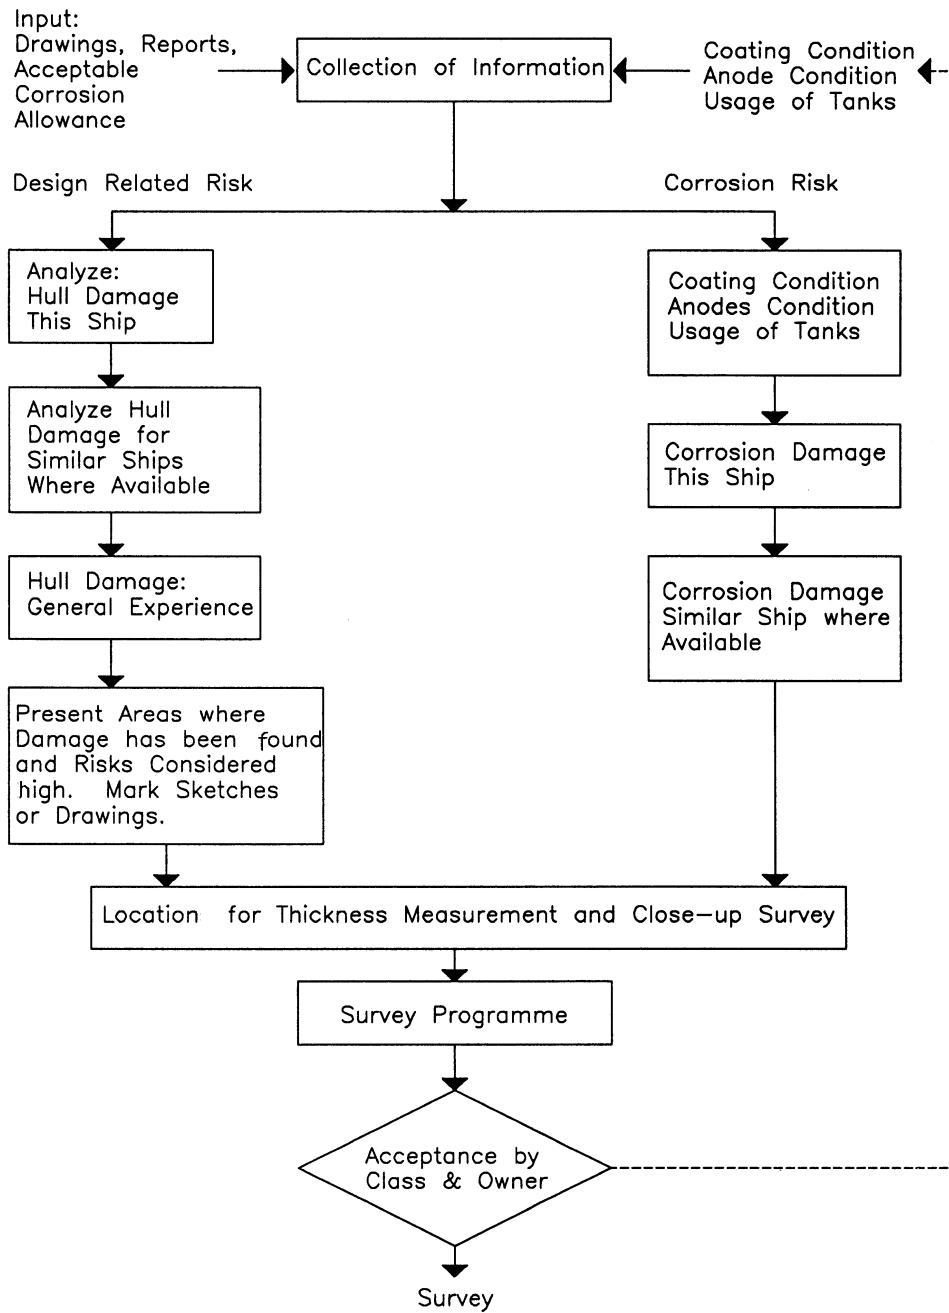 Input:
Drawings, Reports,
Acceptable
Corrosion
Allowance
Collection of Information
Coating Condition
Anode Condition
Usage of Tanks
Design Related Risk
Corrosion Risk
Analyze:
Hull Damage
This Ship
Analyze Hull
Damage for
Similar Ships
Where Available
Hull Damage:
General Experience
Present Areas where
Damage has been found
and Risks Considered
high. Mark Sketches
or Drawings.
Coating Condition
Anodes Condition
Usage of Tanks
Corrosion Damage
This Ship
Corrosion Damage
Similar Ship where
Available
Location for Thickness Measurement and Close-up Survey
Survey Programme
Acceptance by
Class & Owner
Survey